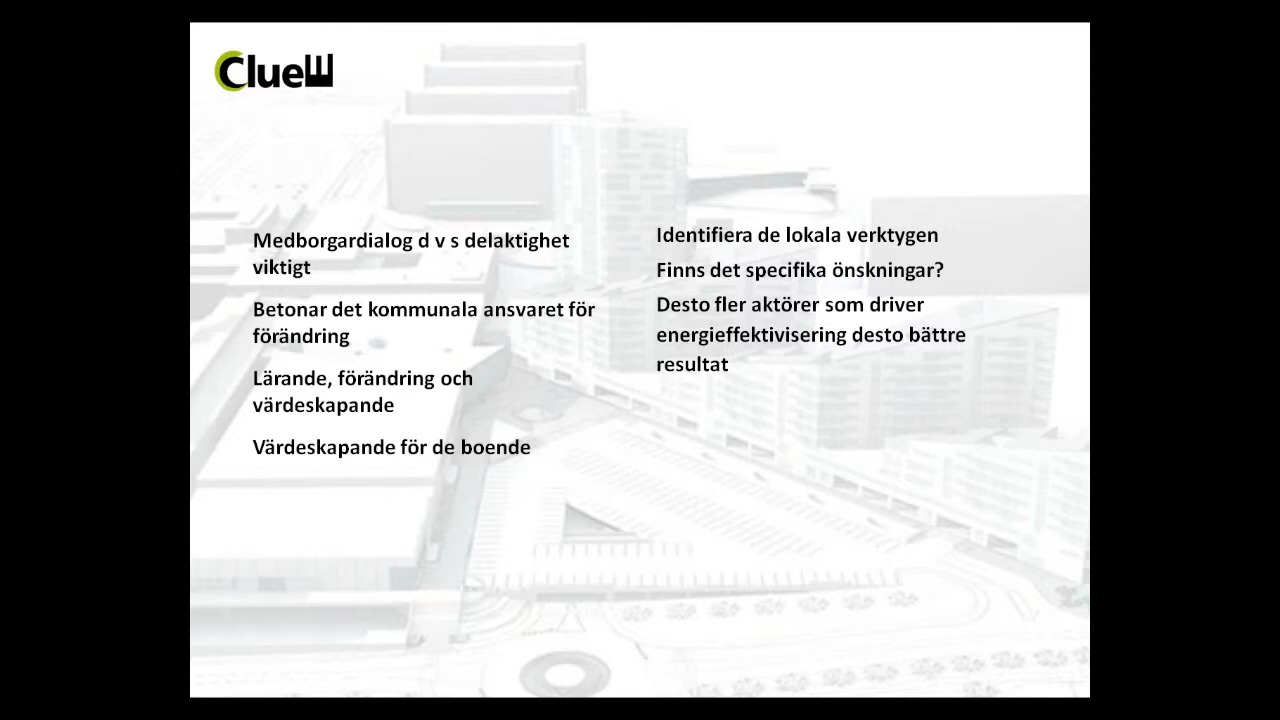 ClueE
Medborgardialog d v s delaktighet
viktigt
Betonar det kommunala ansvaret för
förändring
Lärande, förändring och
värdeskapande
Värdeskapande för de boende
Identifiera de lokala verktygen
Finns det specifika önskningar?
Desto fler aktörer som driver
energieffektivisering desto bättre
resultat